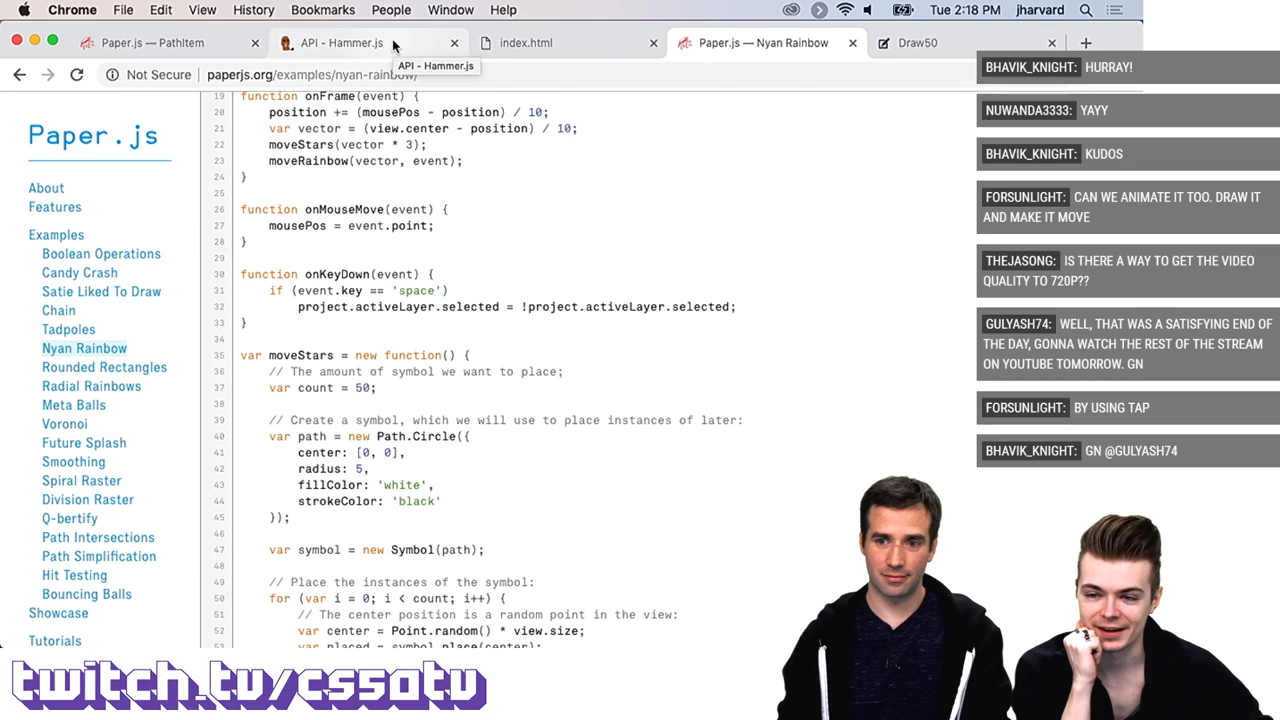 Chrome File Edit View History Bookmarks People Window Help Tue 2:18 PM jharvard
Paper.js — PathItem × API - Hammer.js × index.html × Paper.js — Nyan Rainbow × Draw50 × +
Not Secure paperjs.org/examples/nyan-rainbow/
API - Hammer.js
Paper.js
About
Features
Examples
Boolean Operations
Candy Crash
Satie Liked To Draw
Chain
Tadpoles
Nyan Rainbow
Rounded Rectangles
Radial Rainbows
Meta Balls
Voronoi
Future Splash
Smoothing
Spiral Raster
Division Raster
Q-bertify
Path Intersections
Path Simplification
Hit Testing
Bouncing Balls
Showcase
Tutorials
19 function onFrame(event) {
20 position += (mousePos - position) / 10;
21 var vector = (view.center - position) / 10;
22 moveStars(vector * 3);
23 moveRainbow(vector, event);
24 }
25
26 function onMouseMove(event) {
27 mousePos = event.point;
28 }
29
30 function onKeyDown(event) {
31 if (event.key == 'space')
32 project.activeLayer.selected = !project.activeLayer.selected;
33 }
34
35 var moveStars = new function() {
36 // The amount of symbol we want to place;
37 var count = 50;
38
39 // Create a symbol, which we will use to place instances of later:
40 var path = new Path.Circle({
41 center: [0, 0],
42 radius: 5,
43 fillColor: 'white',
44 strokeColor: 'black'
45 });
46
47 var symbol = new Symbol(path);
48
49 // Place the instances of the symbol:
50 for (var i = 0; i < count; i++) {
51 // The center position is a random point in the view:
52 var center = Point.random() * view.size;
53 var placed = symbol.place(center);
BHAVIK_KNIGHT: HURRAY!
NUWANDA3333: YAYY
BHAVIK_KNIGHT: KUDOS
FORSUNLIGHT: CAN WE ANIMATE IT TOO. DRAW IT
AND MAKE IT MOVE
THEJASONG: IS THERE A WAY TO GET THE VIDEO
QUALITY TO 720P??
GULYASH74: WELL, THAT WAS A SATISFYING END OF
THE DAY, GONNA WATCH THE REST OF THE STREAM
ON YOUTUBE TOMORROW. GN
FORSUNLIGHT: BY USING TAP
BHAVIK_KNIGHT: GN @GULYASH74
twitch.tv/cs50tv